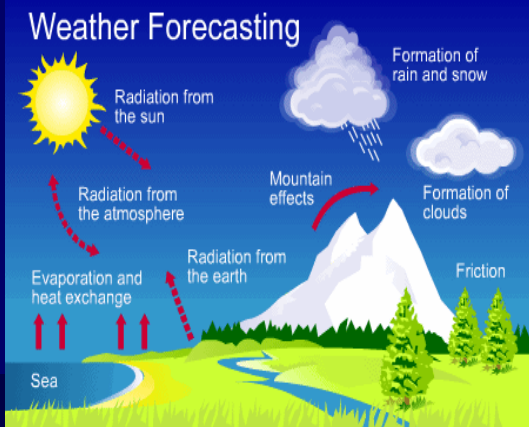 Weather Forecasting
Formation of
rain and snow
Radiation from
the sun
Mountain
effects
Formation of
clouds
Radiation from
the atmosphere
Radiation from
the earth
Friction
Evaporation and
heat exchange
Sea